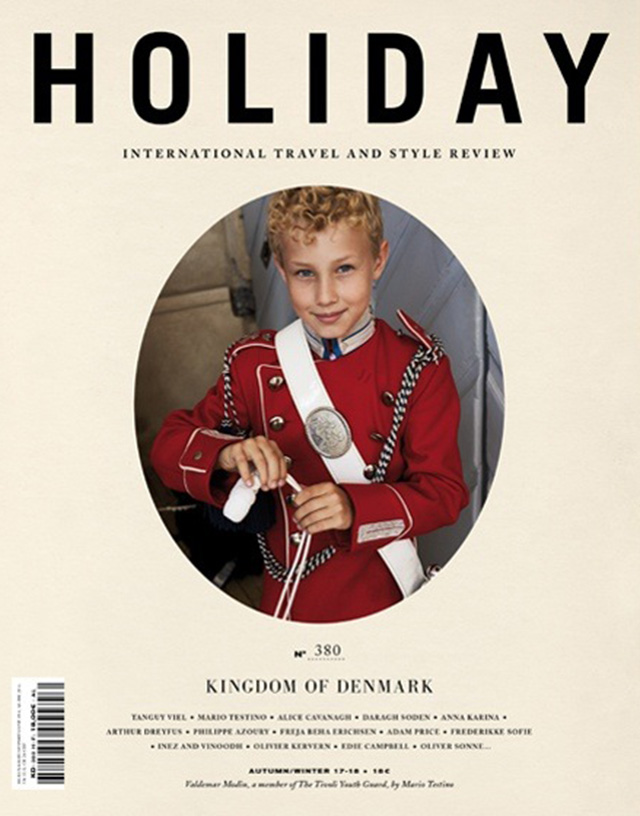 HOLIDAY
INTERNATIONAL TRAVEL AND STYLE REVIEW
Nº 380
KINGDOM OF DENMARK
TANGUY VIEL • MARIO TESTINO • ALICE CAVANAGH • DARAGH SODEN • ANNA KARINA •
ARTHUR DREYFUS • PHILIPPE AZOURY • FREJA BEHA ERICHSEN • ADAM PRICE • FREDERIKKE SOFIE
• INEZ AND VINOODH • OLIVIER KERVERN • EDIE CAMPBELL • OLIVER SONNE...
AUTUMN/WINTER 17-18 • 18€
Valdemar Modin, a member of The Tivoli Youth Guard, by Mario Testino